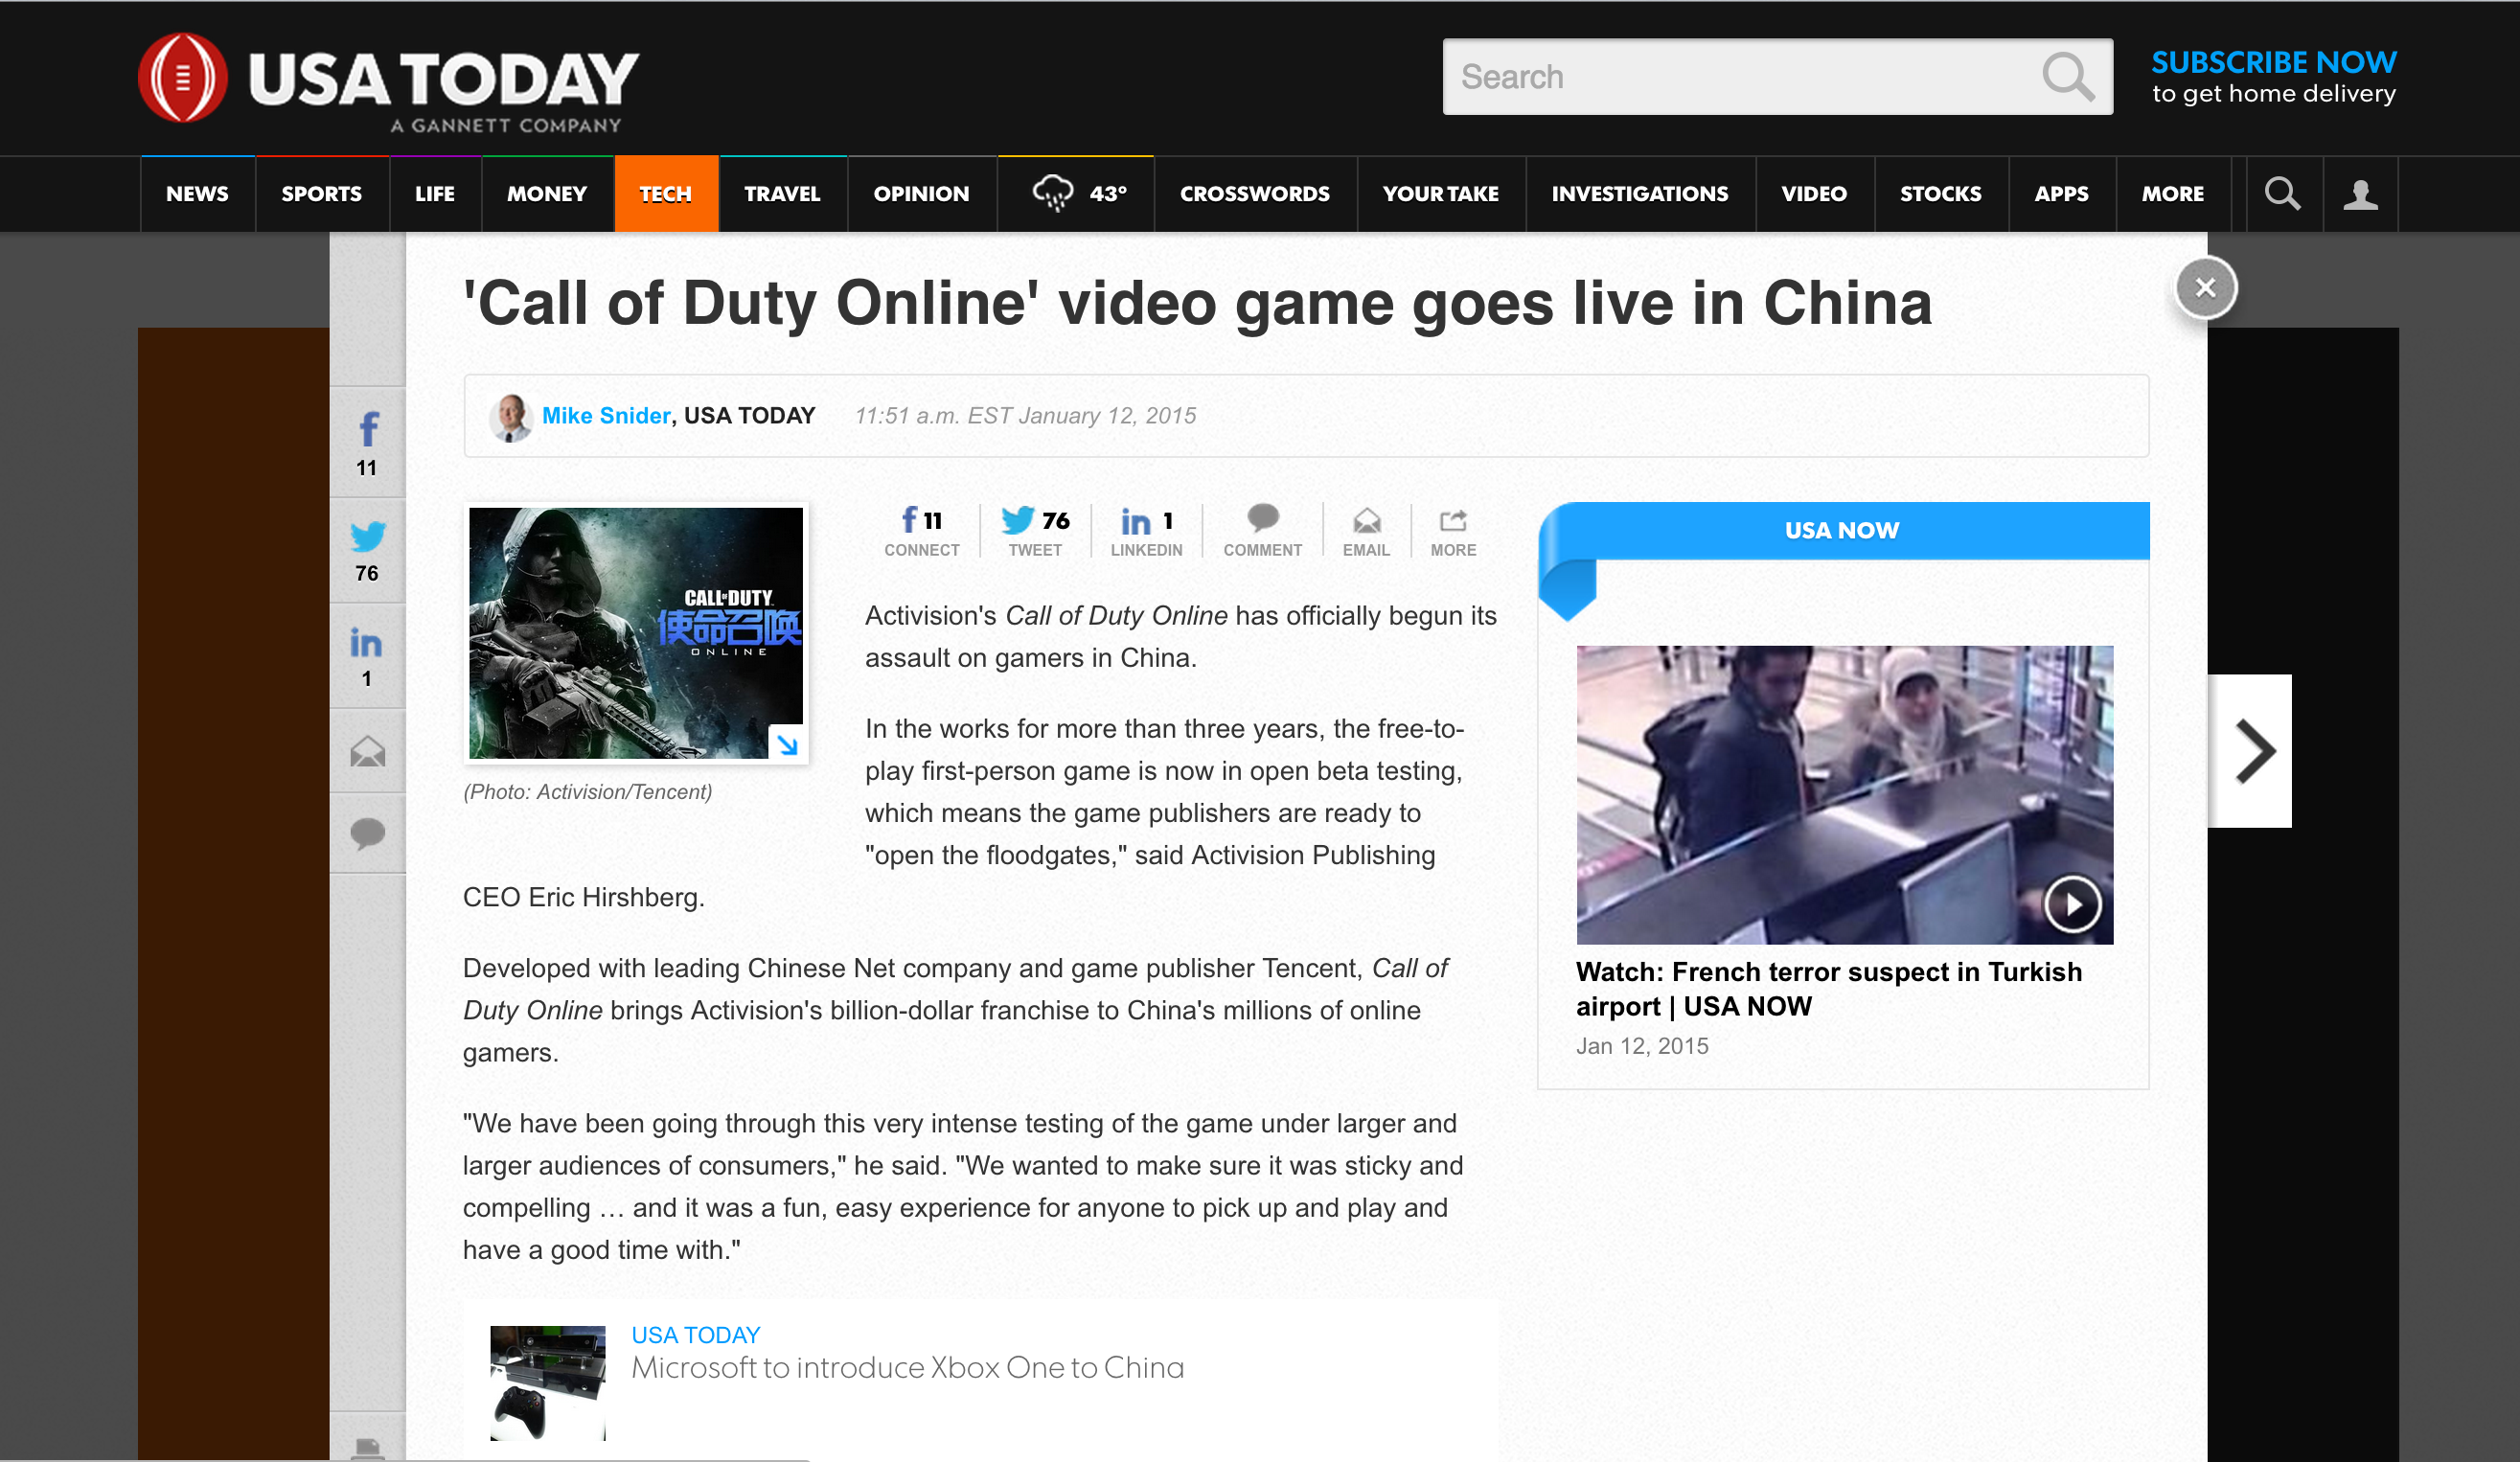 USA TODAY
A GANNETT COMPANY
Search
SUBSCRIBE NOW
to get home delivery
NEWS
SPORTS
LIFE
MONEY
TECH
TRAVEL
OPINION
43°
CROSSWORDS
YOUR TAKE
INVESTIGATIONS
VIDEO
STOCKS
APPS
MORE
'Call of Duty Online' video game goes live in China
Mike Snider, USA TODAY
11:51 a.m. EST January 12, 2015
f
11
76
in
1
CALL OF DUTY
使命召唤
ONLINE
(Photo: Activision/Tencent)
f 11
CONNECT
76
TWEET
in 1
LINKEDIN
COMMENT
EMAIL
MORE
Activision's Call of Duty Online has officially begun its
assault on gamers in China.
In the works for more than three years, the free-to-
play first-person game is now in open beta testing,
which means the game publishers are ready to
"open the floodgates," said Activision Publishing
CEO Eric Hirshberg.
Developed with leading Chinese Net company and game publisher Tencent, Call of
Duty Online brings Activision's billion-dollar franchise to China's millions of online
gamers.
"We have been going through this very intense testing of the game under larger and
larger audiences of consumers," he said. "We wanted to make sure it was sticky and
compelling … and it was a fun, easy experience for anyone to pick up and play and
have a good time with."
USA TODAY
Microsoft to introduce Xbox One to China
USA NOW
Watch: French terror suspect in Turkish
airport | USA NOW
Jan 12, 2015